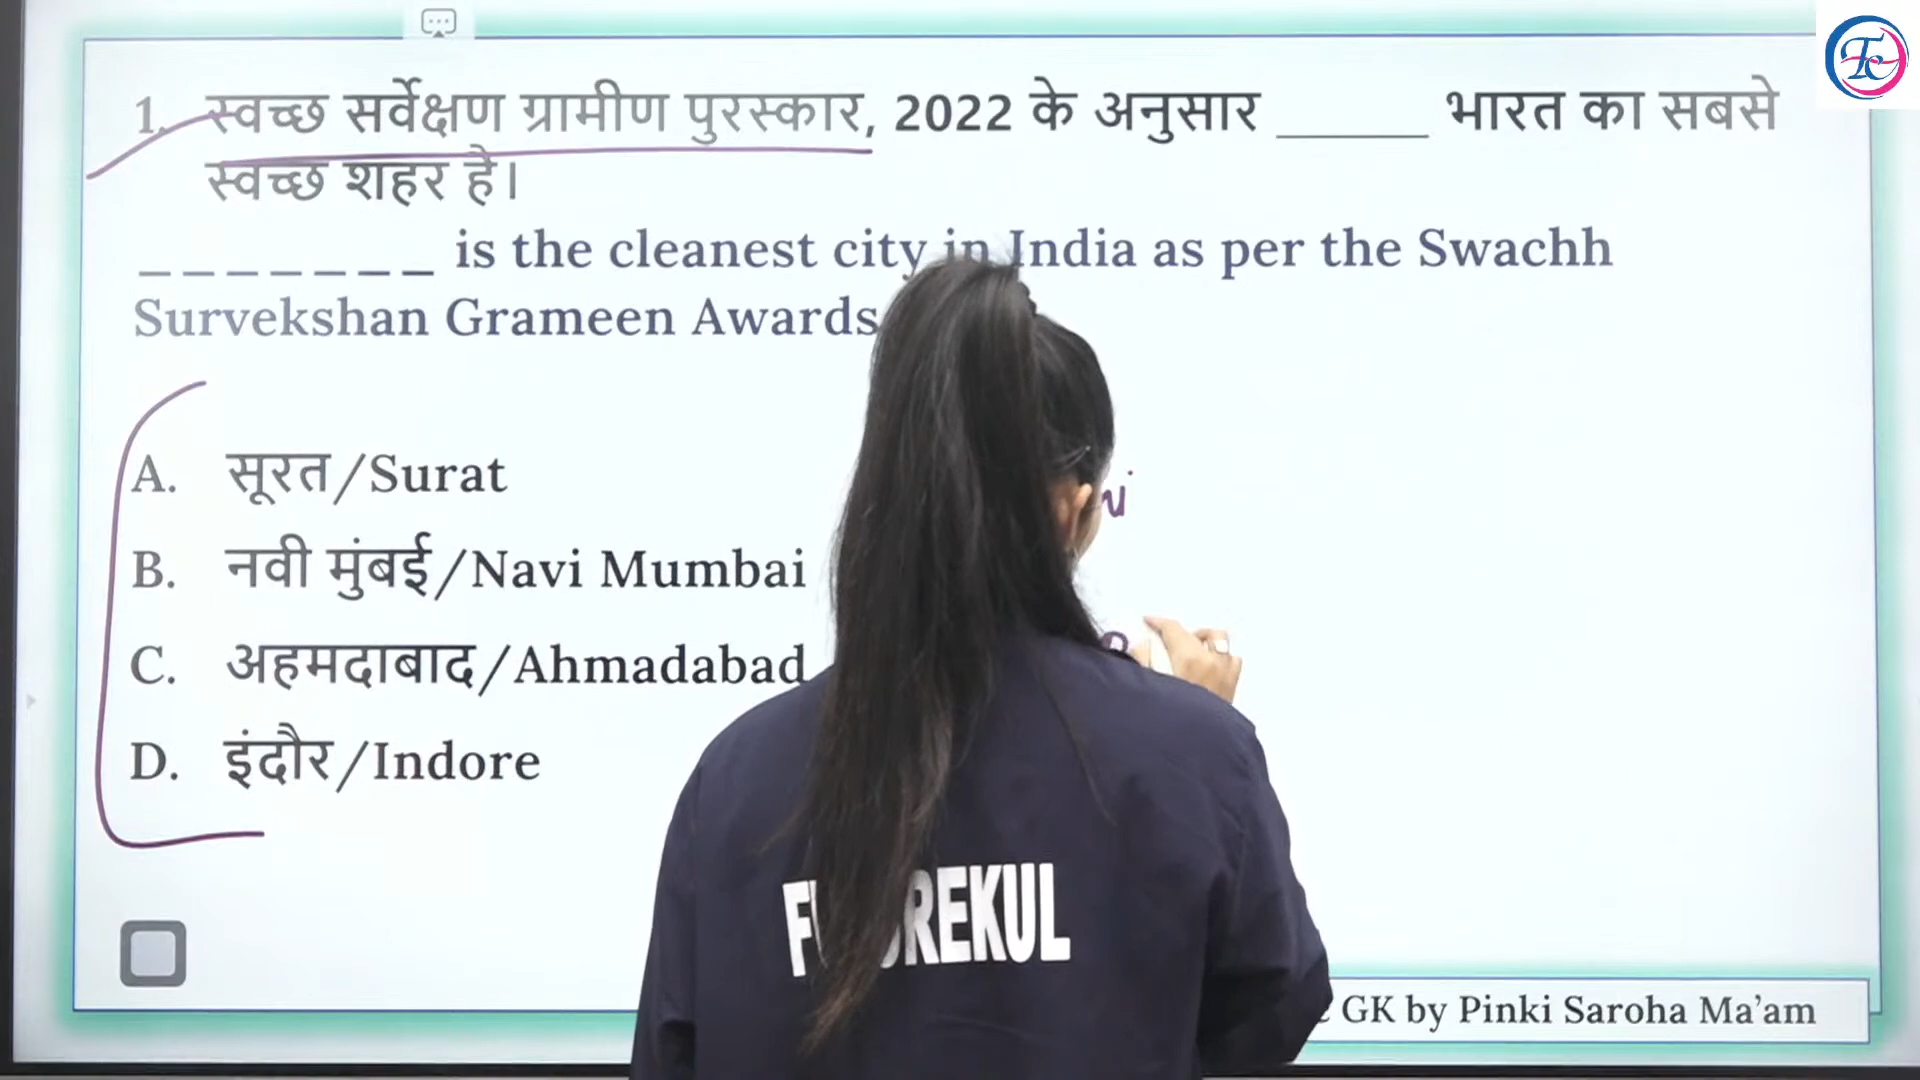 1. स्वच्छ सर्वेक्षण ग्रामीण पुरस्कार, 2022 के अनुसार ______ भारत का सबसे
स्वच्छ शहर है।
_______ is the cleanest city in India as per the Swachh
Survekshan Grameen Awards
A. सूरत/Surat
B. नवी मुंबई/Navi Mumbai
C. अहमदाबाद/Ahmadabad
D. इंदौर/Indore
GK by Pinki Saroha Ma'am